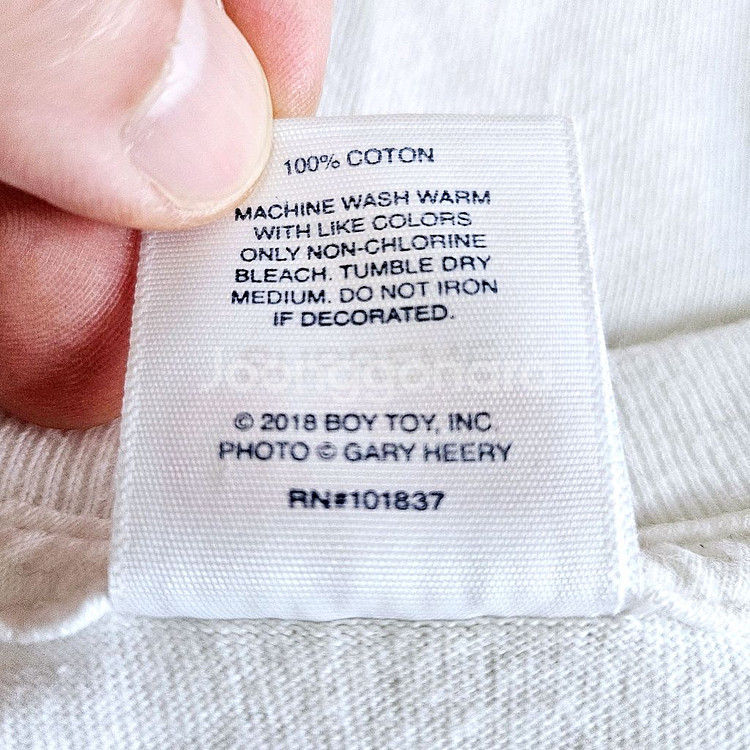 100% COTON
MACHINE WASH WARM
WITH LIKE COLORS
ONLY NON-CHLORINE
BLEACH. TUMBLE DRY
MEDIUM. DO NOT IRON
IF DECORATED.
© 2018 BOY TOY, INC.
PHOTO © GARY HEERY
RN#101837